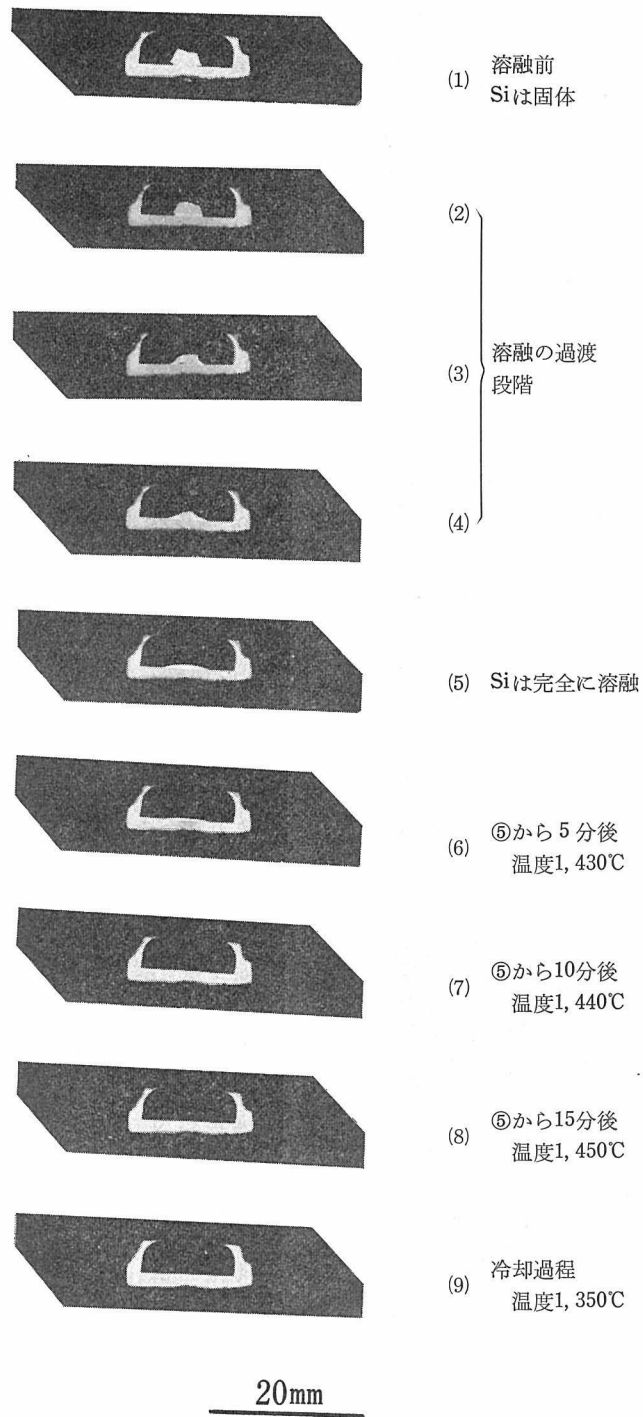 (1) 溶融前
Siは固体
(2)
(3) 溶融の過渡
段階
(4)
(5) Siは完全に溶融
(6) ⑤から5分後
温度1,430℃
(7) ⑤から10分後
温度1,440℃
(8) ⑤から15分後
温度1,450℃
(9) 冷却過程
温度1,350℃
20mm